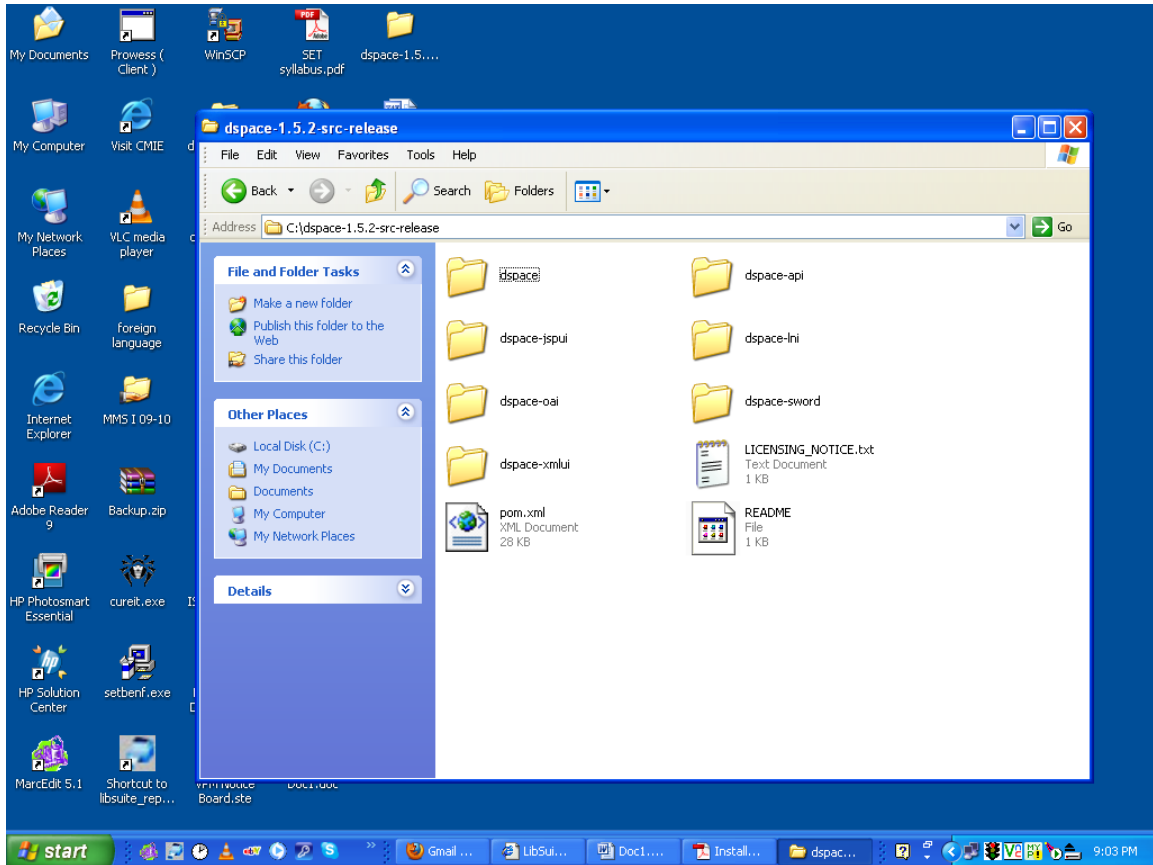 My Documents
Prowess (
Client )
WinSCP
SET
syllabus.pdf
dspace-1.5....
My Computer
Visit CMIE
My Network
Places
VLC media
player
Recycle Bin
foreign
language
Internet
Explorer
MMS I 09-10
Adobe Reader
9
Backup.zip
HP Photosmart
Essential
cureit.exe
HP Solution
Center
setbenf.exe
MarcEdit 5.1
Shortcut to
libsuite_rep...
Board.ste
Doc1.doc
dspace-1.5.2-src-release
File Edit View Favorites Tools Help
Back Search Folders
Address C:\dspace-1.5.2-src-release Go
File and Folder Tasks
Make a new folder
Publish this folder to the
Web
Share this folder
Other Places
Local Disk (C:)
My Documents
Documents
My Computer
My Network Places
Details
dspace
dspace-api
dspace-jspui
dspace-lni
dspace-oai
dspace-sword
dspace-xmlui
LICENSING_NOTICE.txt
Text Document
1 KB
pom.xml
XML Document
28 KB
README
File
1 KB
start
Gmail ...
LibSui...
Doc1....
Install...
dspac...
9:03 PM